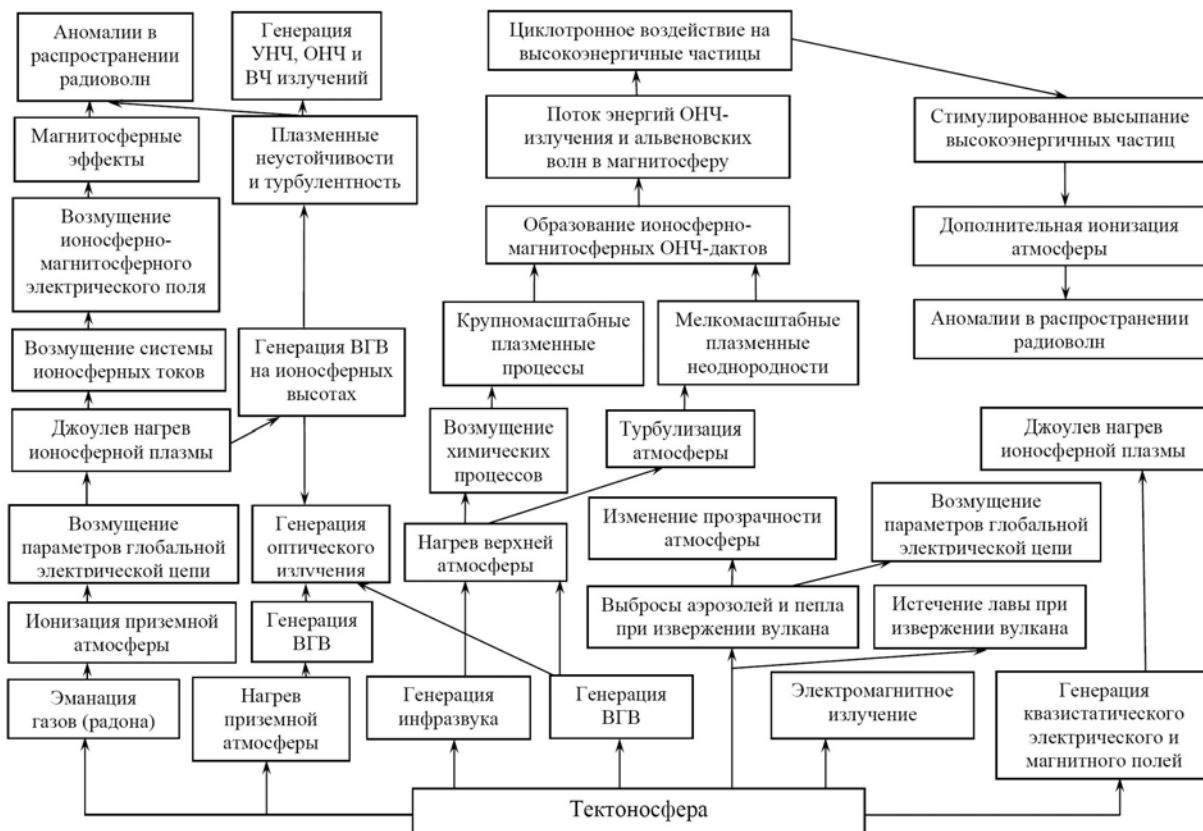 Аномалии в
распространении
радиоволн
Генерация
УНЧ, ОНЧ и
ВЧ излучений
Циклотронное воздействие на
высокоэнергичные частицы
Магнитосферные
эффекты
Плазменные
неустойчивости
и турбулентность
Поток энергий ОНЧ-
излучения и альвеновских
волн в магнитосферу
Стимулированное высыпание
высокоэнергичных частиц
Возмущение
ионосферно-
магнитосферного
электрического поля
Образование ионосферно-
магнитосферных ОНЧ-дактов
Дополнительная ионизация
атмосферы
Возмущение системы
ионосферных токов
Генерация ВГВ
на ионосферных
высотах
Крупномасштабные
плазменные
процессы
Мелкомасштабные
плазменные
неоднородности
Аномалии в распространении
радиоволн
Джоулев нагрев
ионосферной плазмы
Возмущение
химических
процессов
Турбулизация
атмосферы
Джоулев нагрев
ионосферной плазмы
Возмущение
параметров глобальной
электрической цепи
Генерация
оптического
излучения
Нагрев верхней
атмосферы
Изменение прозрачности
атмосферы
Возмущение
параметров глобальной
электрической цепи
Ионизация приземной
атмосферы
Генерация
ВГВ
Выбросы аэрозолей и пепла
при извержении вулкана
Истечение лавы при
извержении вулкана
Эманация
газов (радона)
Нагрев
приземной
атмосферы
Генерация
инфразвука
Генерация
ВГВ
Электромагнитное
излучение
Генерация
квазистатического
электрического и
магнитного полей
Тектоносфера